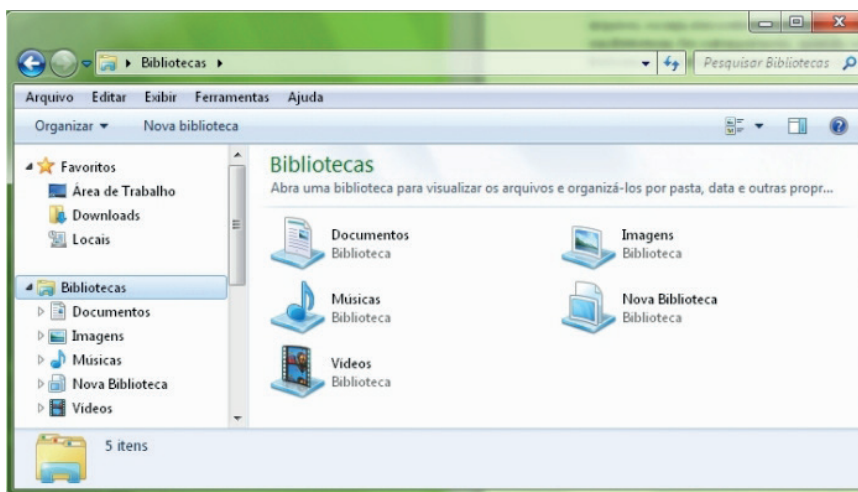 Bibliotecas
Pesquisar Bibliotecas
Arquivo Editar Exibir Ferramentas Ajuda
Organizar Nova biblioteca
Favoritos
Área de Trabalho
Downloads
Locais
Bibliotecas
Documentos
Imagens
Músicas
Nova Biblioteca
Vídeos
Bibliotecas
Abra uma biblioteca para visualizar os arquivos e organizá-los por pasta, data e outras propr...
Documentos
Biblioteca
Imagens
Biblioteca
Músicas
Biblioteca
Nova Biblioteca
Biblioteca
Vídeos
Biblioteca
5 itens